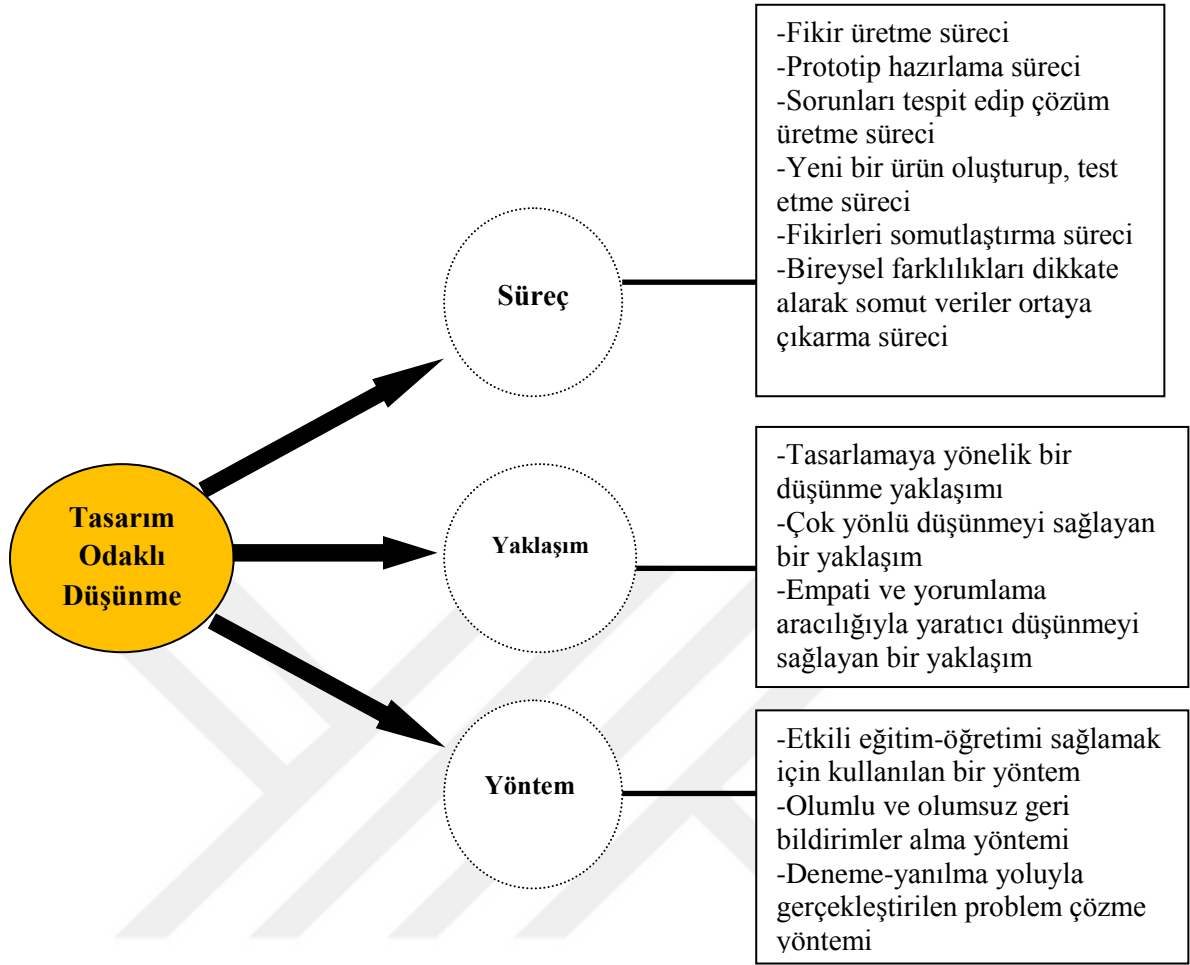 Tasarım
Odaklı
Düşünme
Süreç
-Fikir üretme süreci
-Prototip hazırlama süreci
-Sorunları tespit edip çözüm
üretme süreci
-Yeni bir ürün oluşturup, test
etme süreci
-Fikirleri somutlaştırma süreci
-Bireysel farklılıkları dikkate
alarak somut veriler ortaya
çıkarma süreci
Yaklaşım
-Tasarlamaya yönelik bir
düşünme yaklaşımı
-Çok yönlü düşünmeyi sağlayan
bir yaklaşım
-Empati ve yorumlama
aracılığıyla yaratıcı düşünmeyi
sağlayan bir yaklaşım
Yöntem
-Etkili eğitim-öğretimi sağlamak
için kullanılan bir yöntem
-Olumlu ve olumsuz geri
bildirimler alma yöntemi
-Deneme-yanılma yoluyla
gerçekleştirilen problem çözme
yöntemi